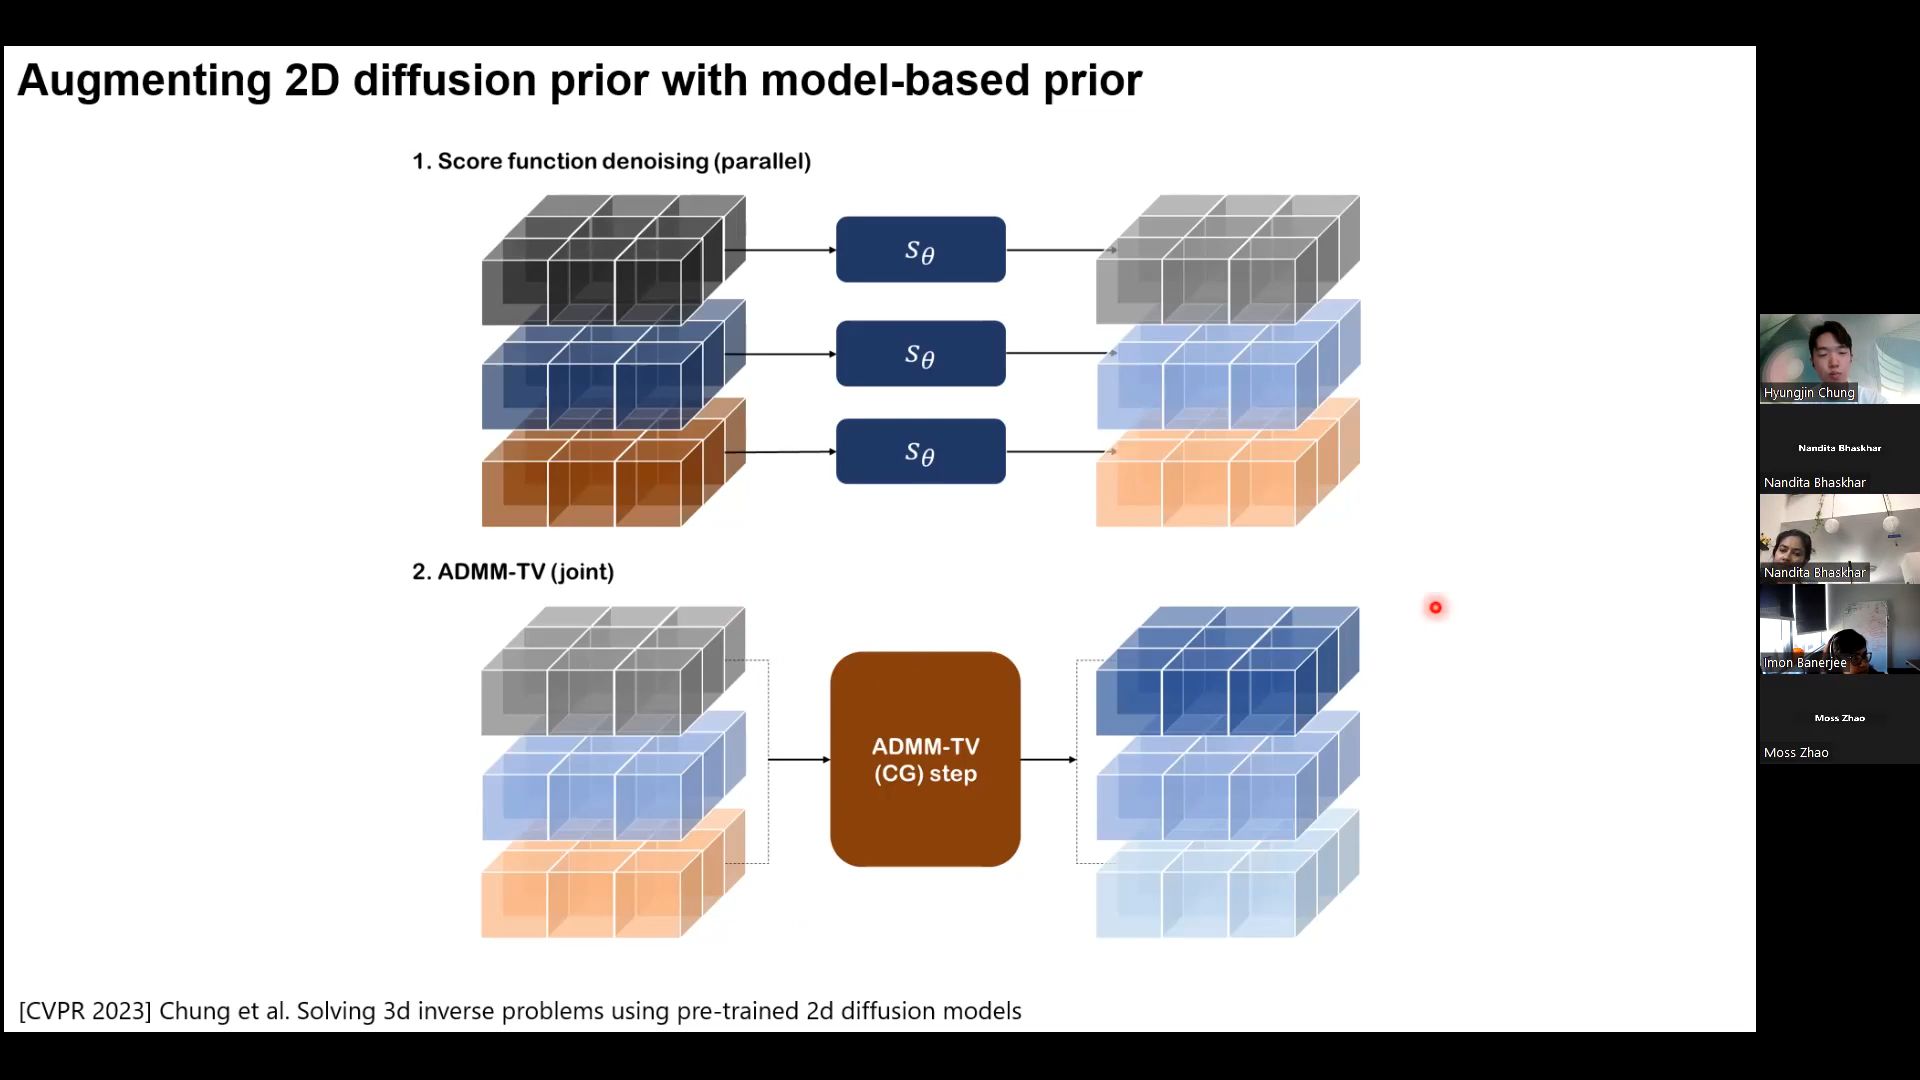 Augmenting 2D diffusion prior with model-based prior
1. Score function denoising (parallel)
sθ
sθ
sθ
2. ADMM-TV (joint)
ADMM-TV
(CG) step
[CVPR 2023] Chung et al. Solving 3d inverse problems using pre-trained 2d diffusion models
Hyungjin Chung
Nandita Bhaskhar
Nandita Bhaskhar
Nandita Bhaskhar
Imon Banerjee
Moss Zhao
Moss Zhao